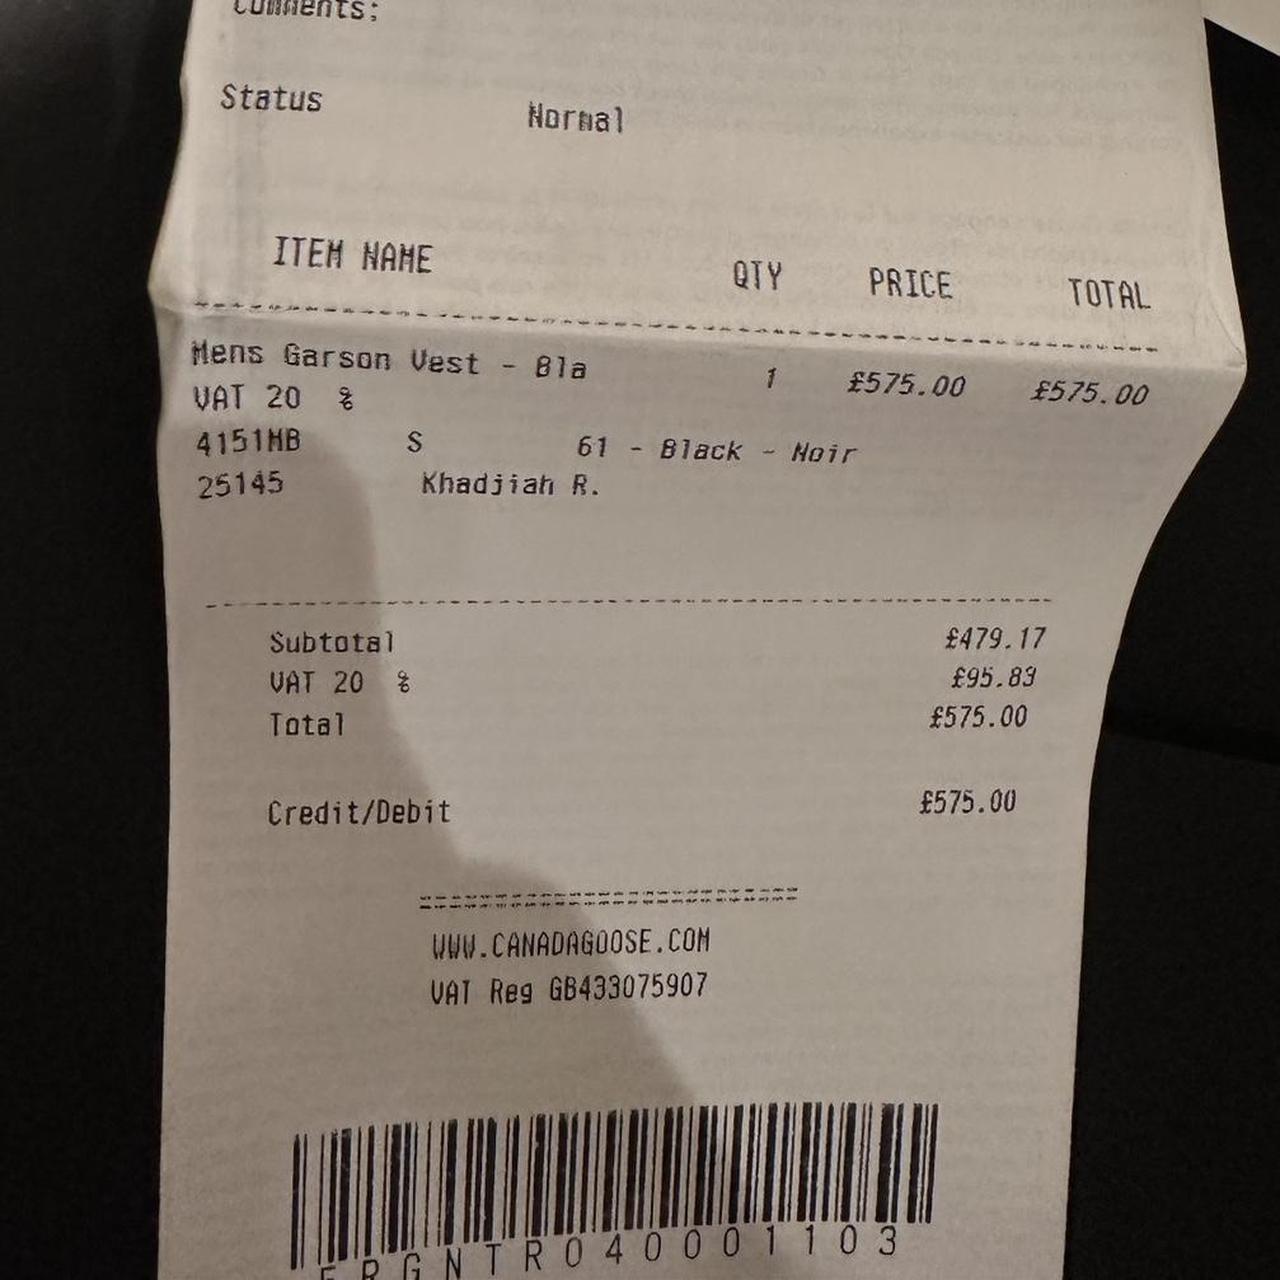 Comments:
Status Normal
ITEM NAME QTY PRICE TOTAL
Mens Garson Vest - Bla 1 £575.00 £575.00
VAT 20 %
4151MB S 61 - Black - Noir
25145 Khadjiah R.
Subtotal £479.17
VAT 20 % £95.83
Total £575.00
Credit/Debit £575.00
WWW.CANADAGOOSE.COM
VAT Reg GB433075907
FRGNTR040001103